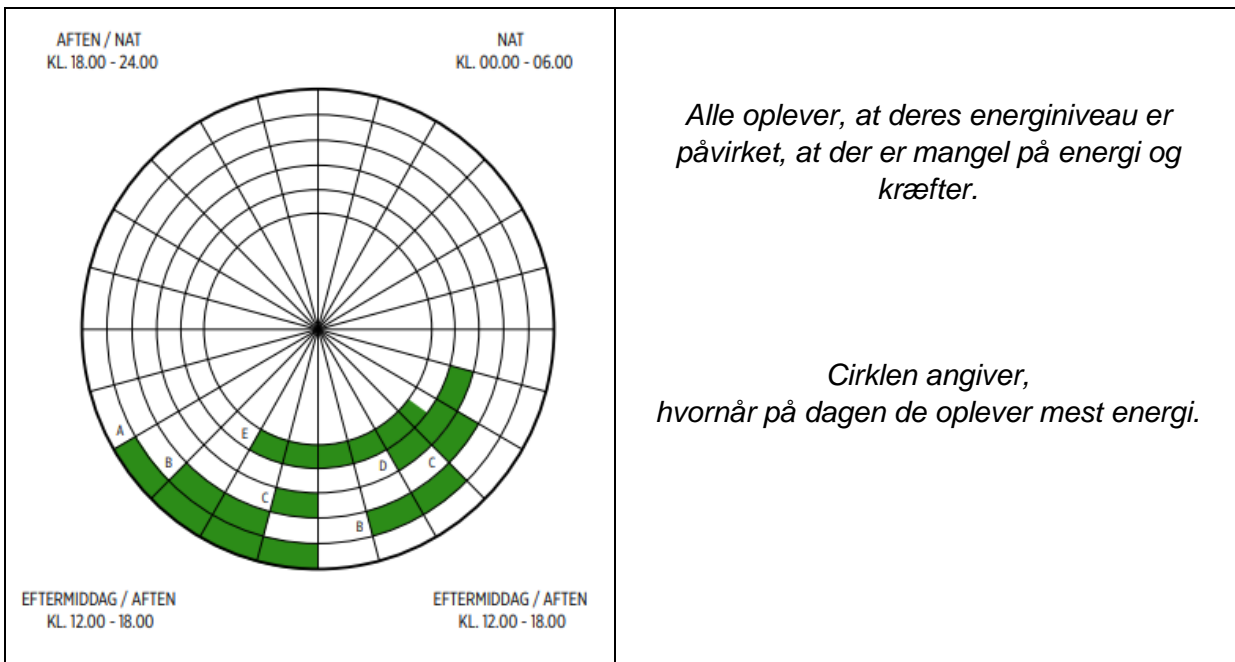 AFTEN / NAT
KL. 18.00 - 24.00
NAT
KL. 00.00 - 06.00
A
B
E
C
D
C
B
EFTERMIDDAG / AFTEN
KL. 12.00 - 18.00
EFTERMIDDAG / AFTEN
KL. 12.00 - 18.00
Alle oplever, at deres energiniveau er
påvirket, at der er mangel på energi og
kræfter.
Cirklen angiver,
hvornår på dagen de oplever mest energi.